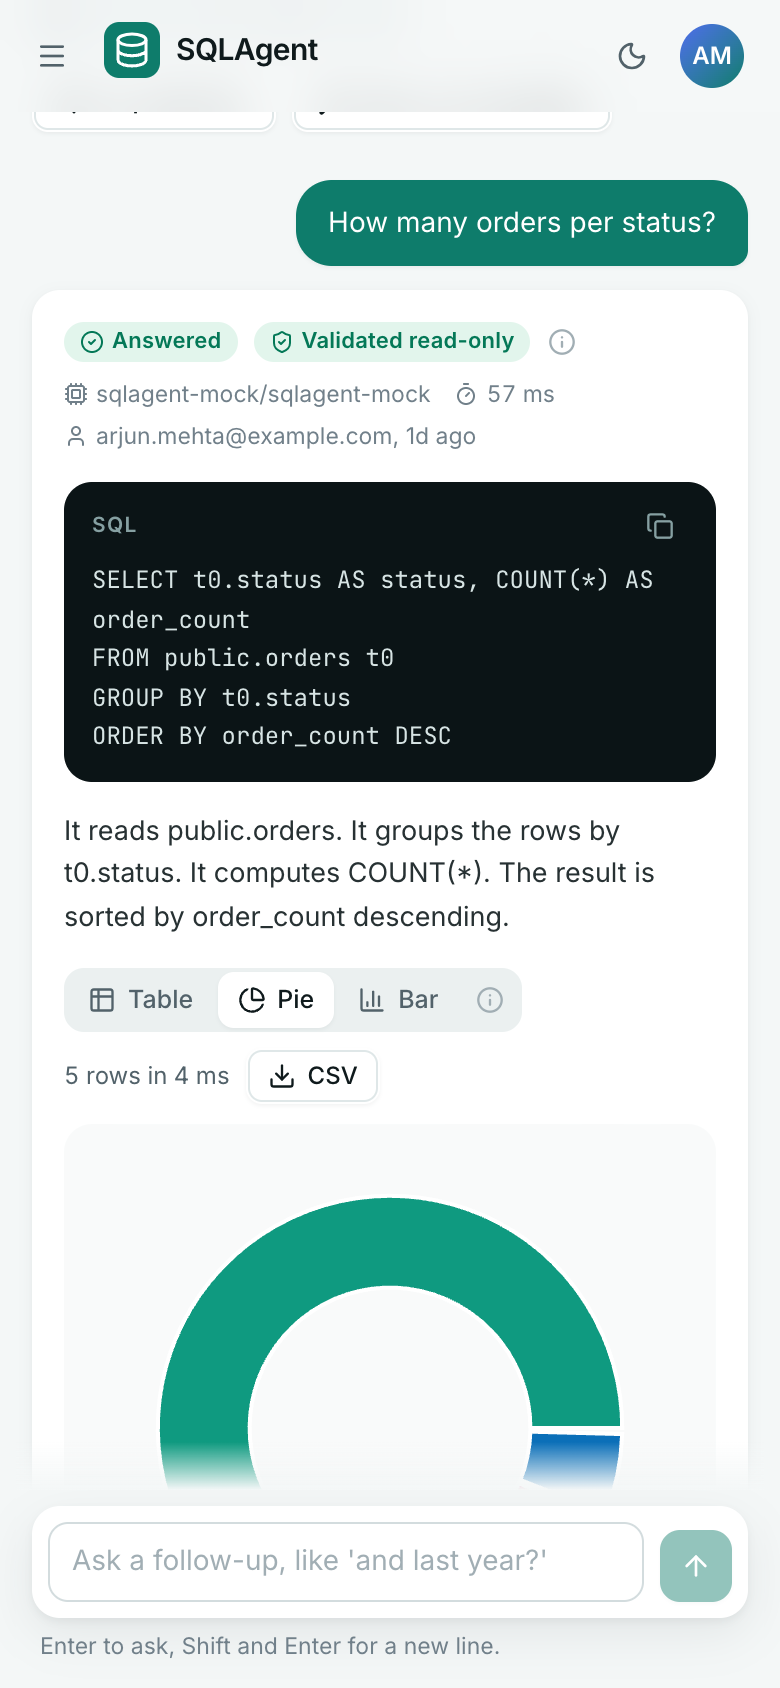 SQLAgent
AM
How many orders per status?
Answered
Validated read-only
sqlagent-mock/sqlagent-mock
57 ms
arjun.mehta@example.com, 1d ago
SQL
SELECT t0.status AS status, COUNT(*) AS
order_count
FROM public.orders t0
GROUP BY t0.status
ORDER BY order_count DESC
It reads public.orders. It groups the rows by
t0.status. It computes COUNT(*). The result is
sorted by order_count descending.
Table
Pie
Bar
5 rows in 4 ms
CSV
Ask a follow-up, like 'and last year?'
Enter to ask, Shift and Enter for a new line.